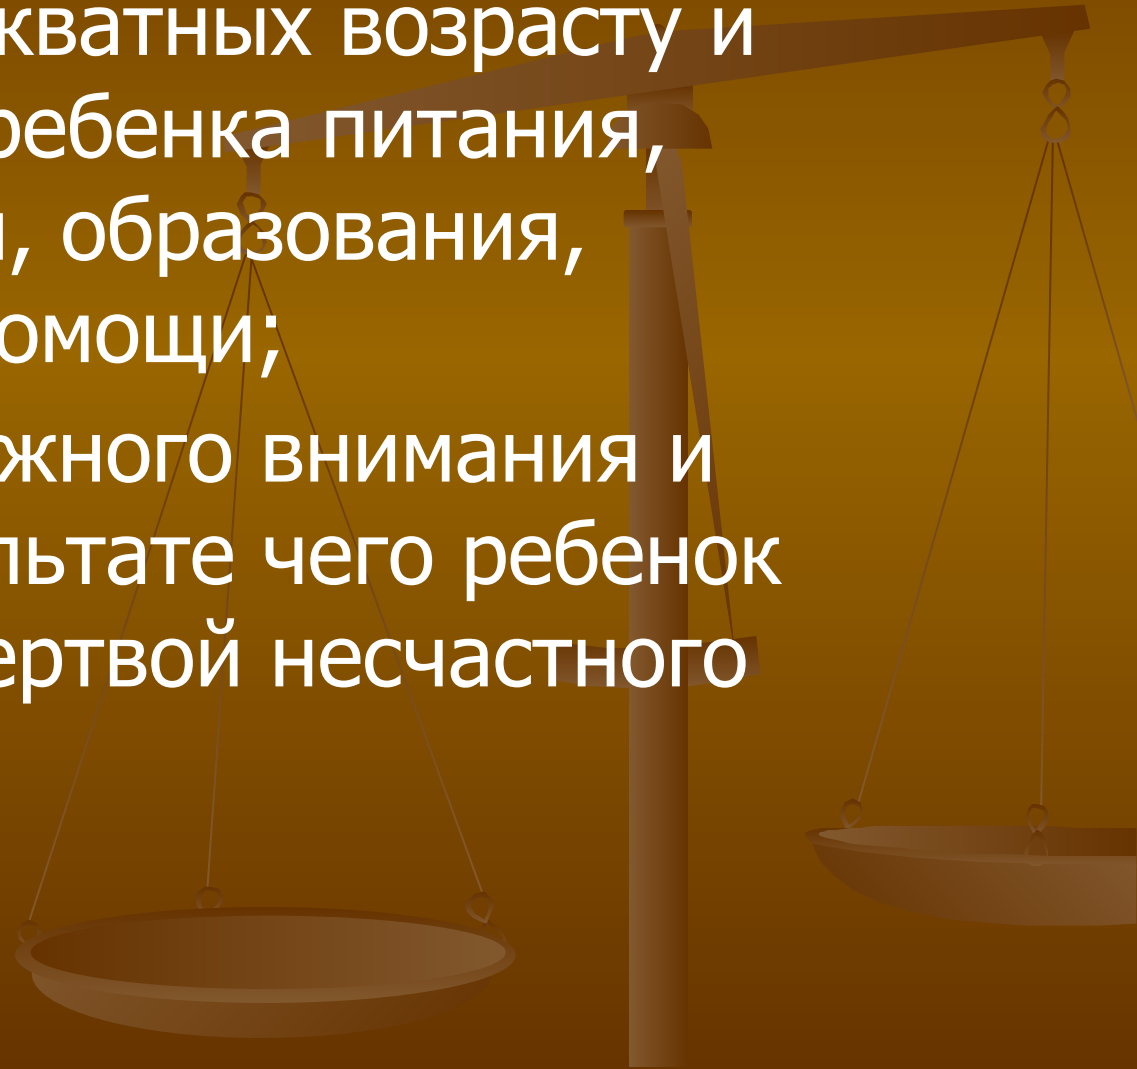 кватных возрасту и
ребенка питания,
, образования,
омощи;
жного внимания и
льтате чего ребенок
ертвой несчастного